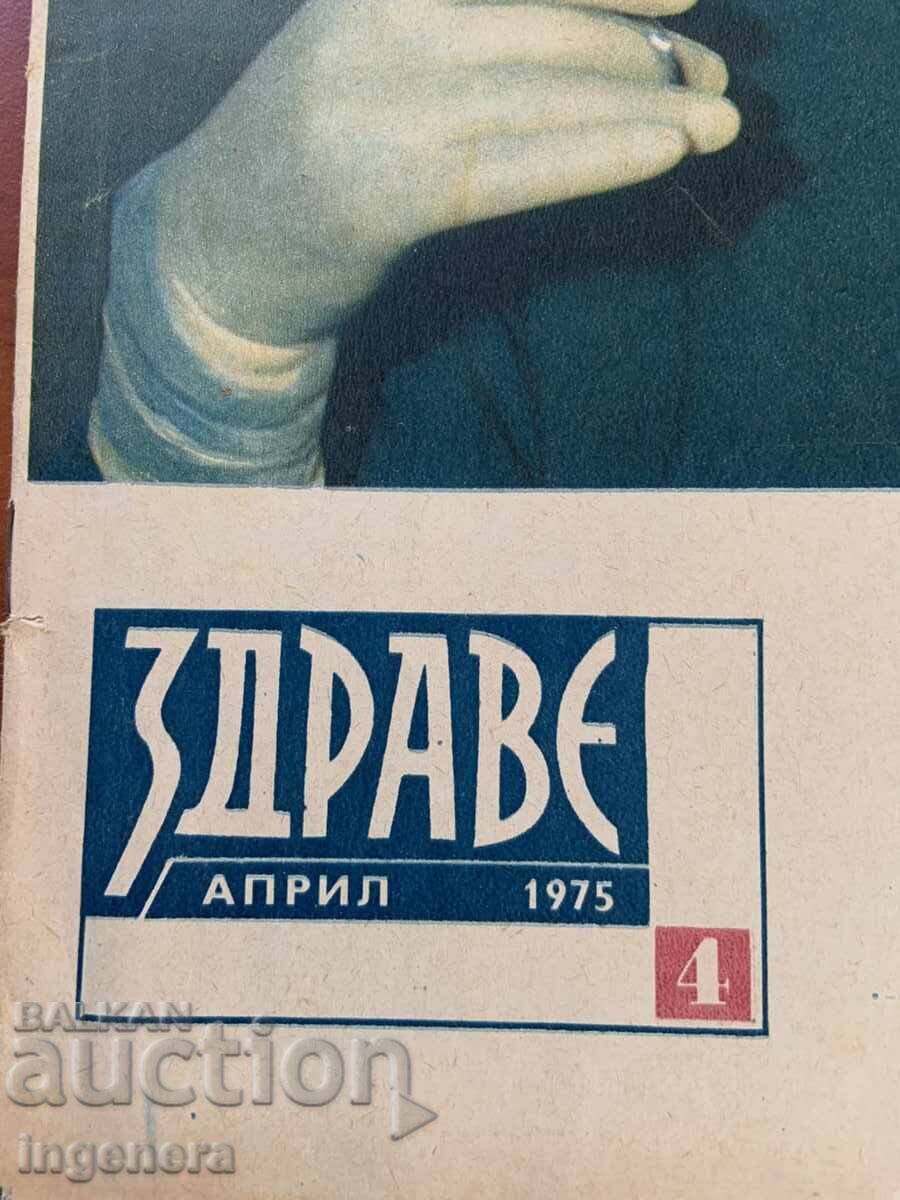 ЗДРАВЕ
АПРИЛ 1975
4
BALKAN
auction
ingenera